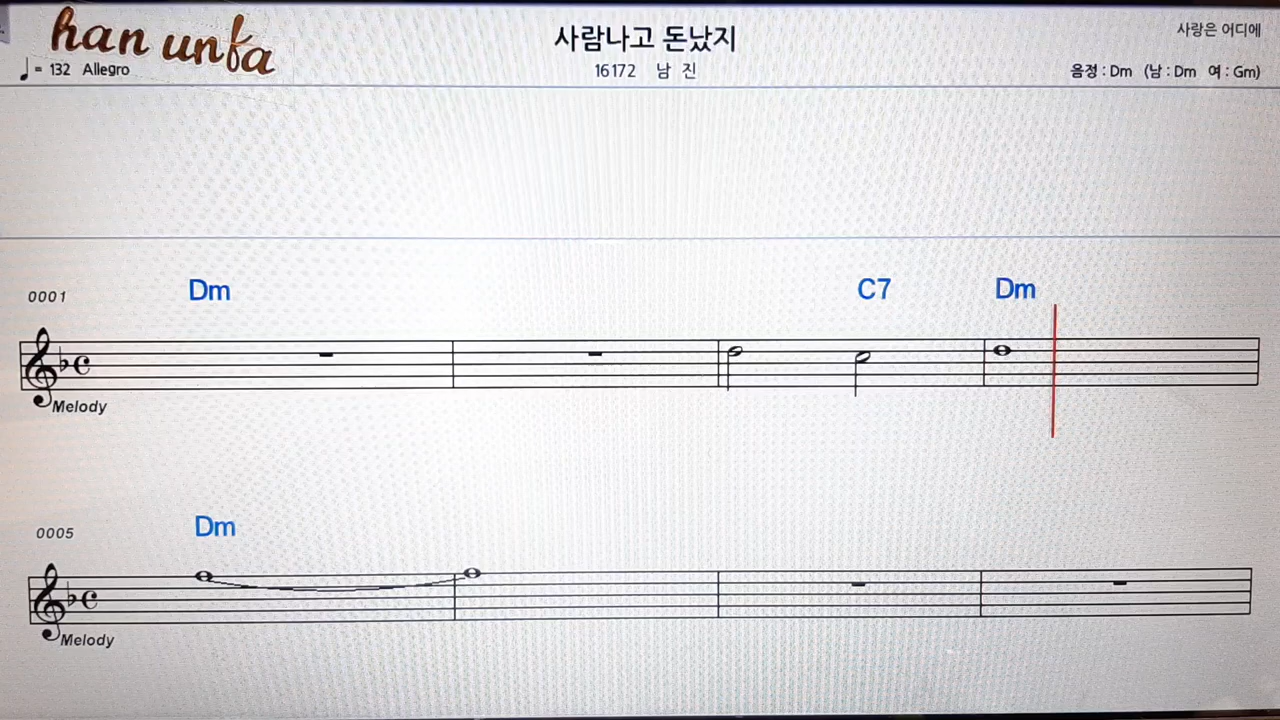 han unfa
사람나고 돈났지
사랑은 어디에
♩= 132 Allegro
16172 남 진
음정 : Dm (남 : Dm 여 : Gm)
0001
Dm
C7
Dm
Melody
0005
Dm
Melody